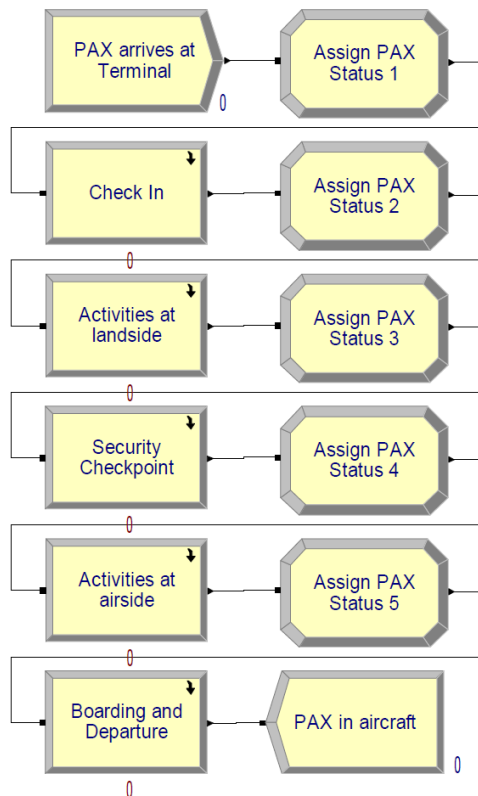 PAX arrives at
Terminal
0
Assign PAX
Status 1
Check In
0
Assign PAX
Status 2
Activities at
landside
0
Assign PAX
Status 3
Security
Checkpoint
0
Assign PAX
Status 4
Activities at
airside
0
Assign PAX
Status 5
Boarding and
Departure
0
PAX in aircraft
0